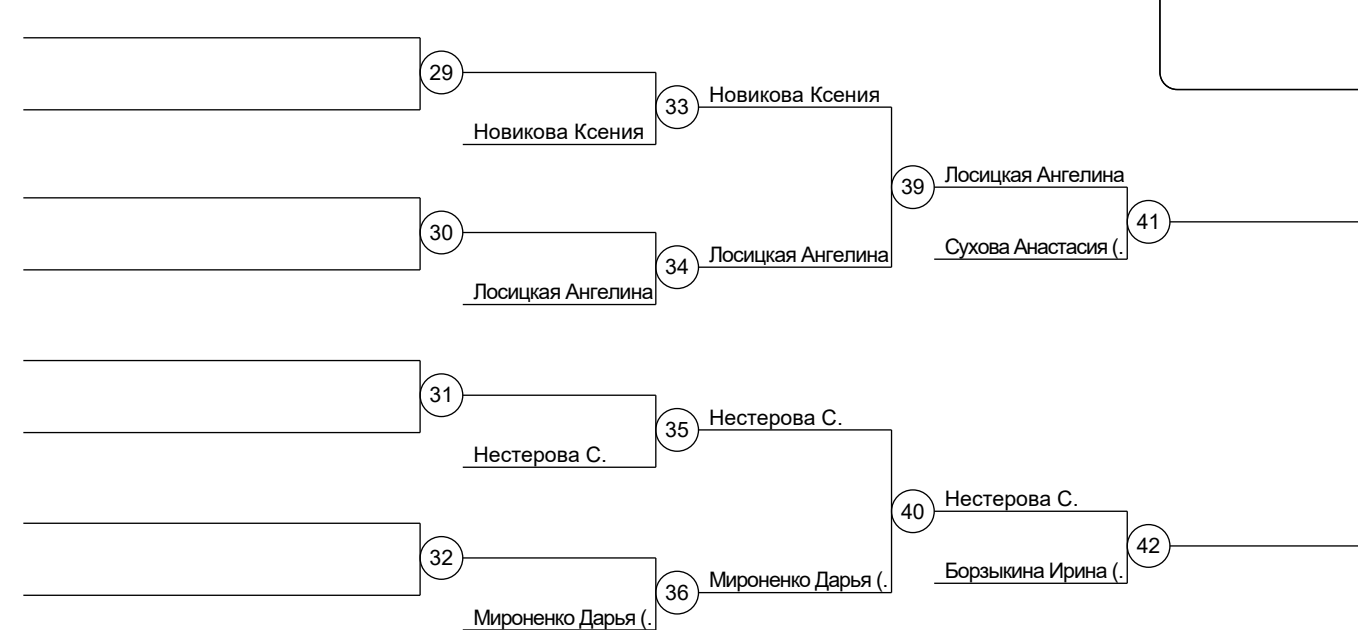 29
Новикова Ксения
33
Новикова Ксения
Лосицкая Ангелина
39
41
30
Сухова Анастасия (.
34
Лосицкая Ангелина
Лосицкая Ангелина
31
Нестерова С.
35
Нестерова С.
Нестерова С.
40
42
32
Борзыкина Ирина (.
Мироненко Дарья (.
36
Мироненко Дарья (.